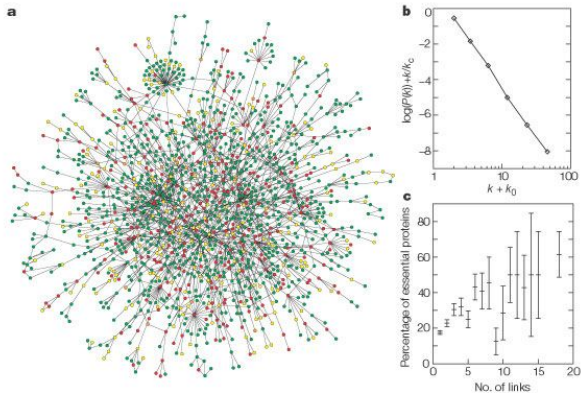 a
b
0
-2
-4
-6
-8
log(P(k))+k/kc
1
10
100
k + k0
c
80
60
40
20
0
Percentage of essential proteins
0
5
10
15
20
No. of links